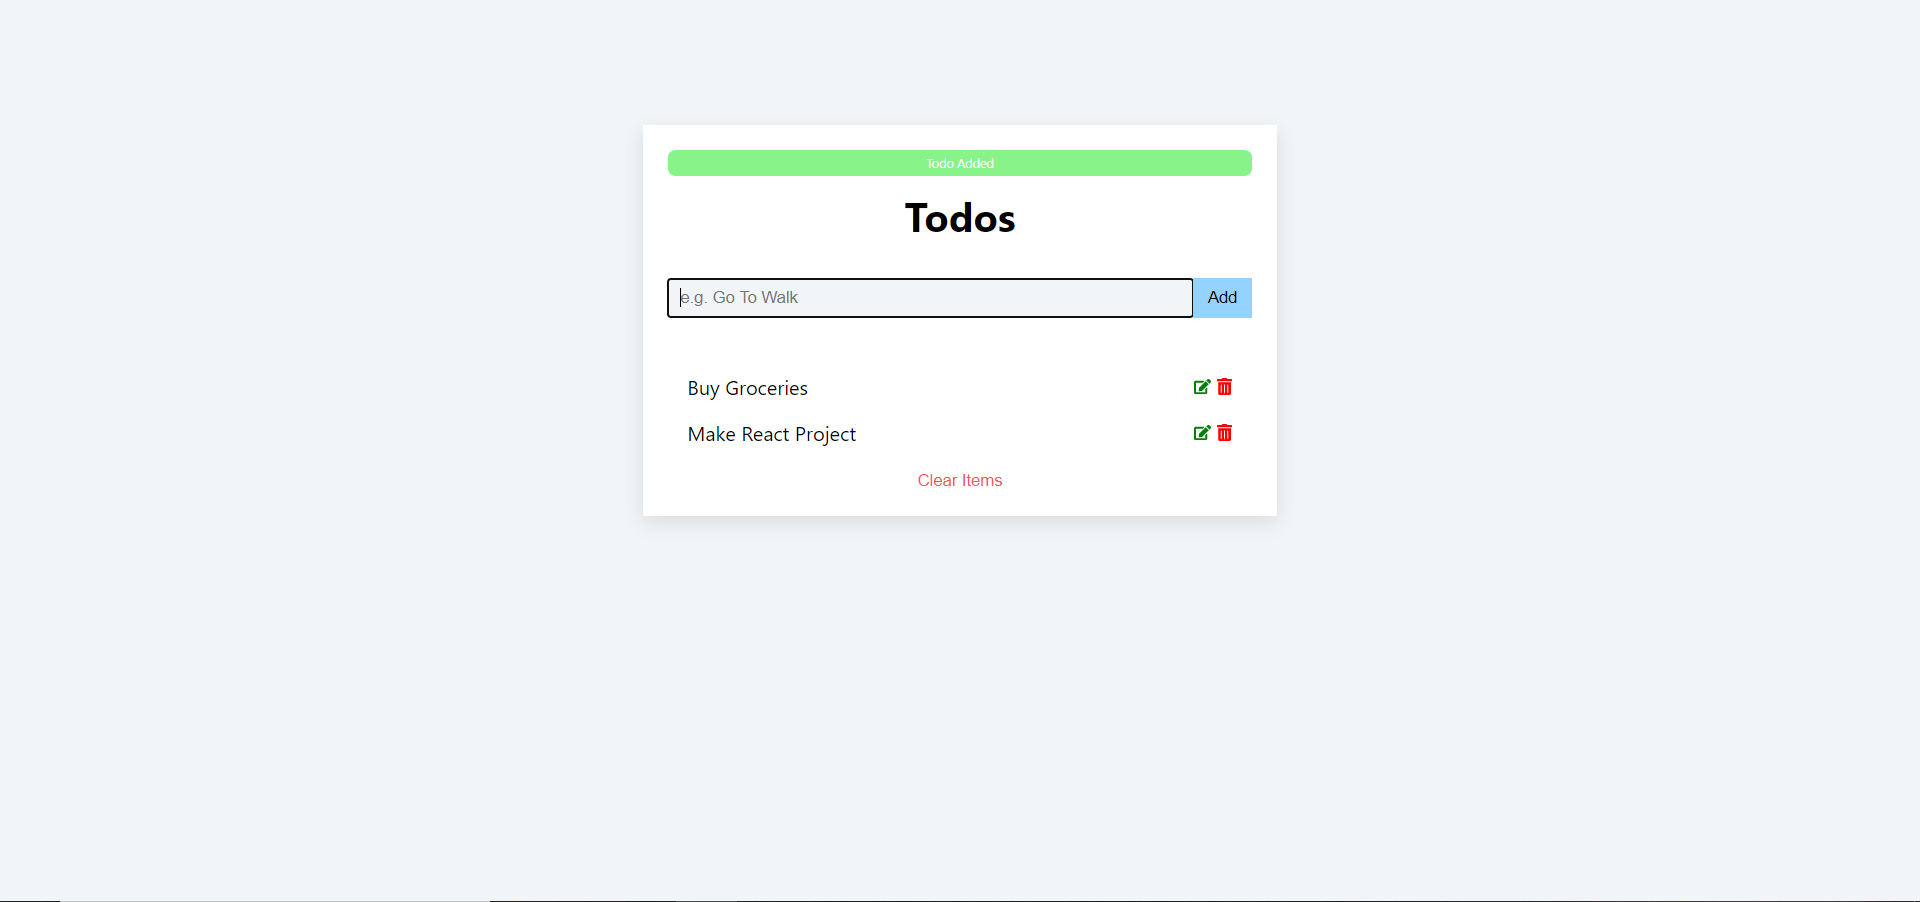 Todo Added
Todos
e.g. Go To Walk
Add
Buy Groceries
Make React Project
Clear Items